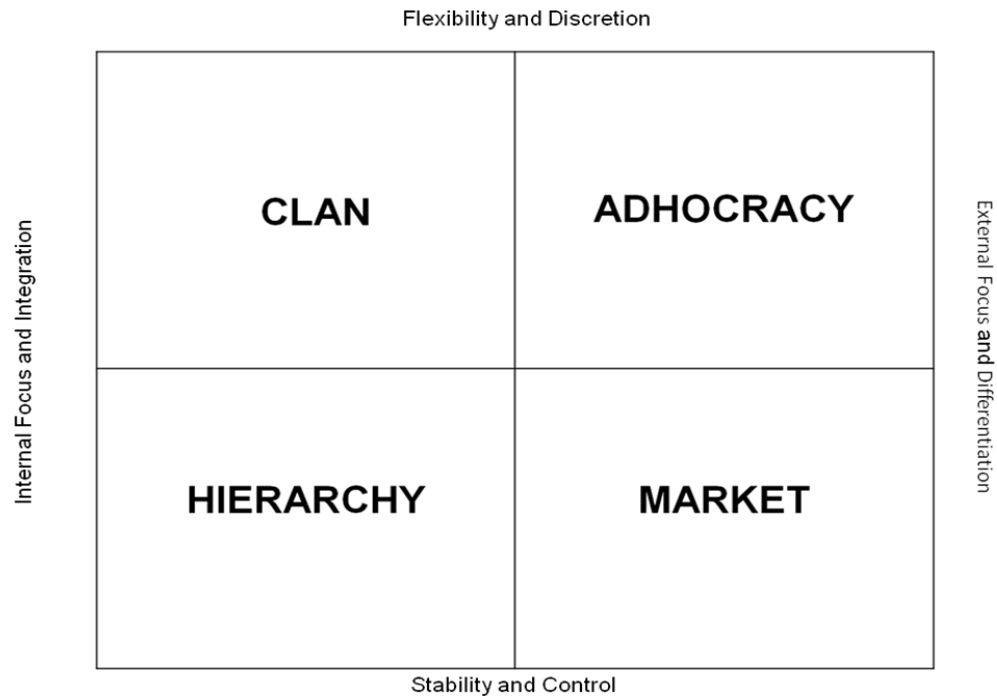 Flexibility and Discretion
CLAN
ADHOCRACY
Internal Focus and Integration
External Focus and Differentiation
HIERARCHY
MARKET
Stability and Control